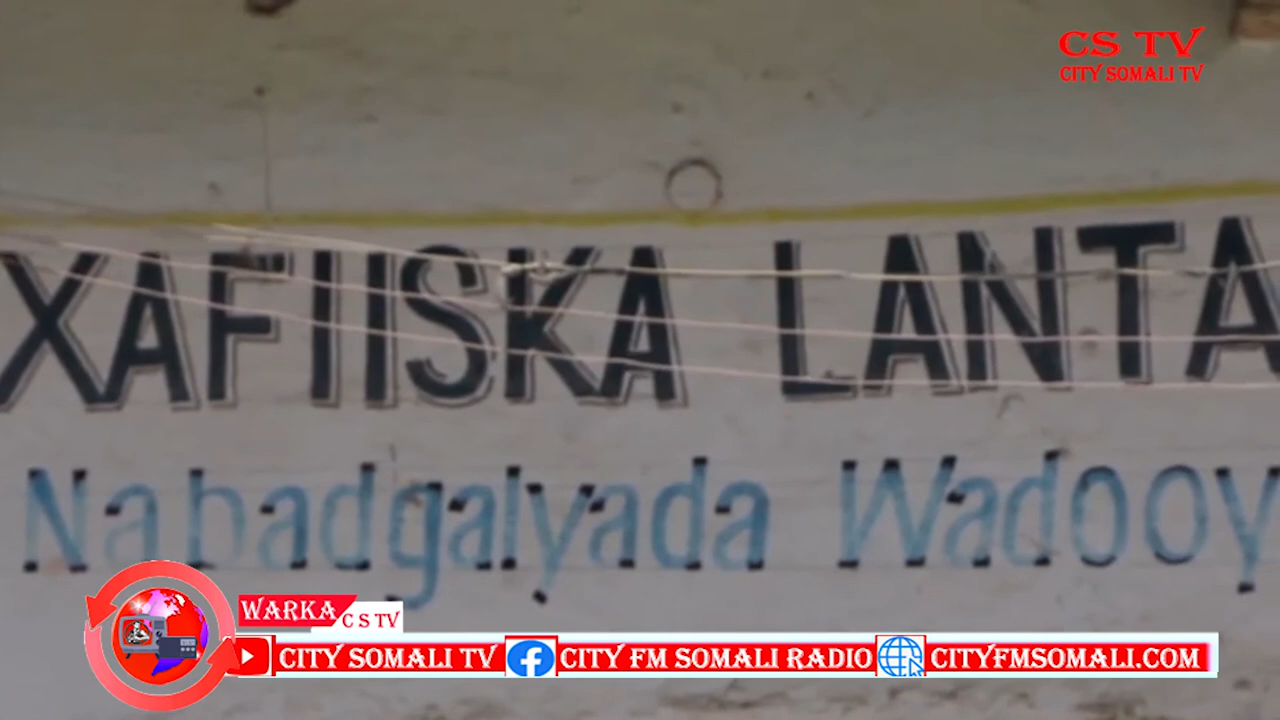 CS TV
CITY SOMALI TV
XAFIISKA LANTA
Nabadgalyada Wadooy
WARKA
C S TV
CITY SOMALI TV
CITY FM SOMALI RADIO
CITYFMSOMALI.COM